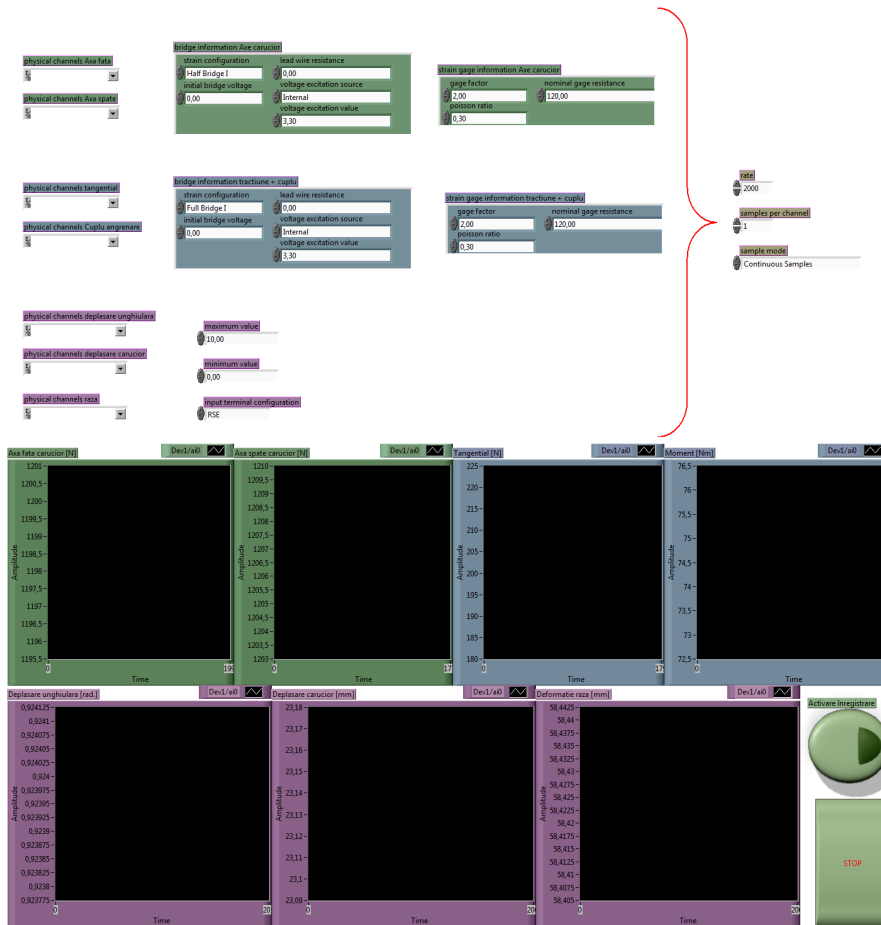 physical channels Axa fata
physical channels Axa spate
bridge information Axe carucior
strain configuration
Half Bridge I
initial bridge voltage
0,00
lead wire resistance
0,00
voltage excitation source
Internal
voltage excitation value
3,30
strain gage information Axe carucior
gage factor
2,00
poisson ratio
0,30
nominal gage resistance
120,00
physical channels tangential
physical channels Cuplu angrenare
bridge information tractiune + cuplu
strain configuration
Full Bridge I
initial bridge voltage
0,00
lead wire resistance
0,00
voltage excitation source
Internal
voltage excitation value
3,30
strain gage information tractiune + cuplu
gage factor
2,00
poisson ratio
0,30
nominal gage resistance
120,00
rate
2000
samples per channel
1
sample mode
Continuous Samples
physical channels deplasare unghiulara
physical channels deplasare carucior
physical channels raza
maximum value
10,00
minimum value
0,00
input terminal configuration
RSE
Axa fata carucior [N]
Dev1/ai0
1201
1200,5
1200
1199,5
1199
1198,5
1198
1197,5
1197
1196,5
1196
1195,5
Amplitude
0
Time
Axa spate carucior [N]
Dev1/ai0
1210
1209,5
1209
1208,5
1208
1207,5
1207
1206,5
1206
1205,5
1205
1204,5
1204
1203,5
1203
Amplitude
0
Time
Tangential [N]
Dev1/ai0
225
220
215
210
205
200
195
190
185
180
Amplitude
0
Time
Moment [Nm]
Dev1/ai0
76,5
76
75,5
75
74,5
74
73,5
73
72,5
Amplitude
0
Time
Deplasare unghiulara [rad.]
Dev1/ai0
0,924125
0,9241
0,924075
0,92405
0,924025
0,924
0,923975
0,92395
0,923925
0,9239
0,923875
0,92385
0,923825
0,9238
0,923775
Amplitude
0
Time
Deplasare carucior [mm]
Dev1/ai0
23,18
23,17
23,16
23,15
23,14
23,13
23,12
23,11
23,1
23,09
Amplitude
0
Time
Deformatie raza [mm]
Dev1/ai0
58,4425
58,44
58,4375
58,435
58,4325
58,43
58,4275
58,425
58,4225
58,42
58,4175
58,415
58,4125
58,41
58,4075
58,405
Amplitude
0
Time
Activare Inregistrare
STOP